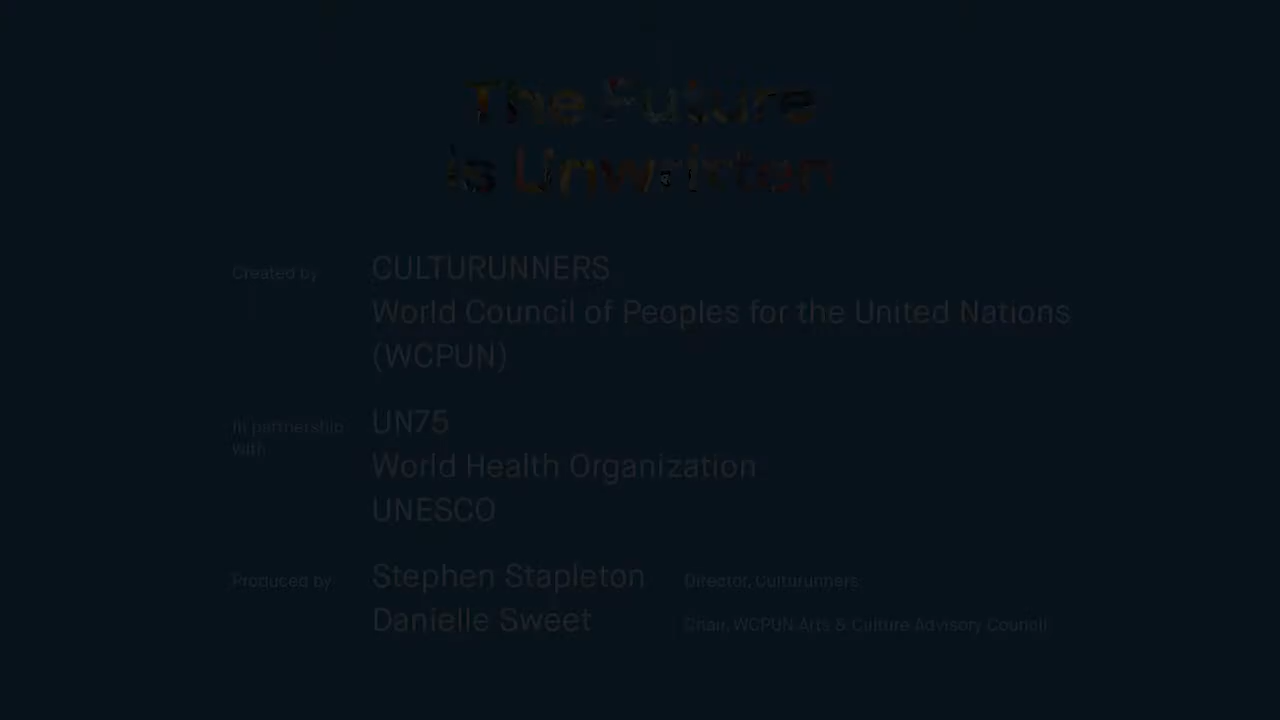 The Future
is Unwritten
Created by
CULTURUNNERS
World Council of Peoples for the United Nations
(WCPUN)
In partnership
with
UN75
World Health Organization
UNESCO
Produced by
Stephen Stapleton
Director, Culturunners
Danielle Sweet
Chair, WCPUN Arts & Culture Advisory Council